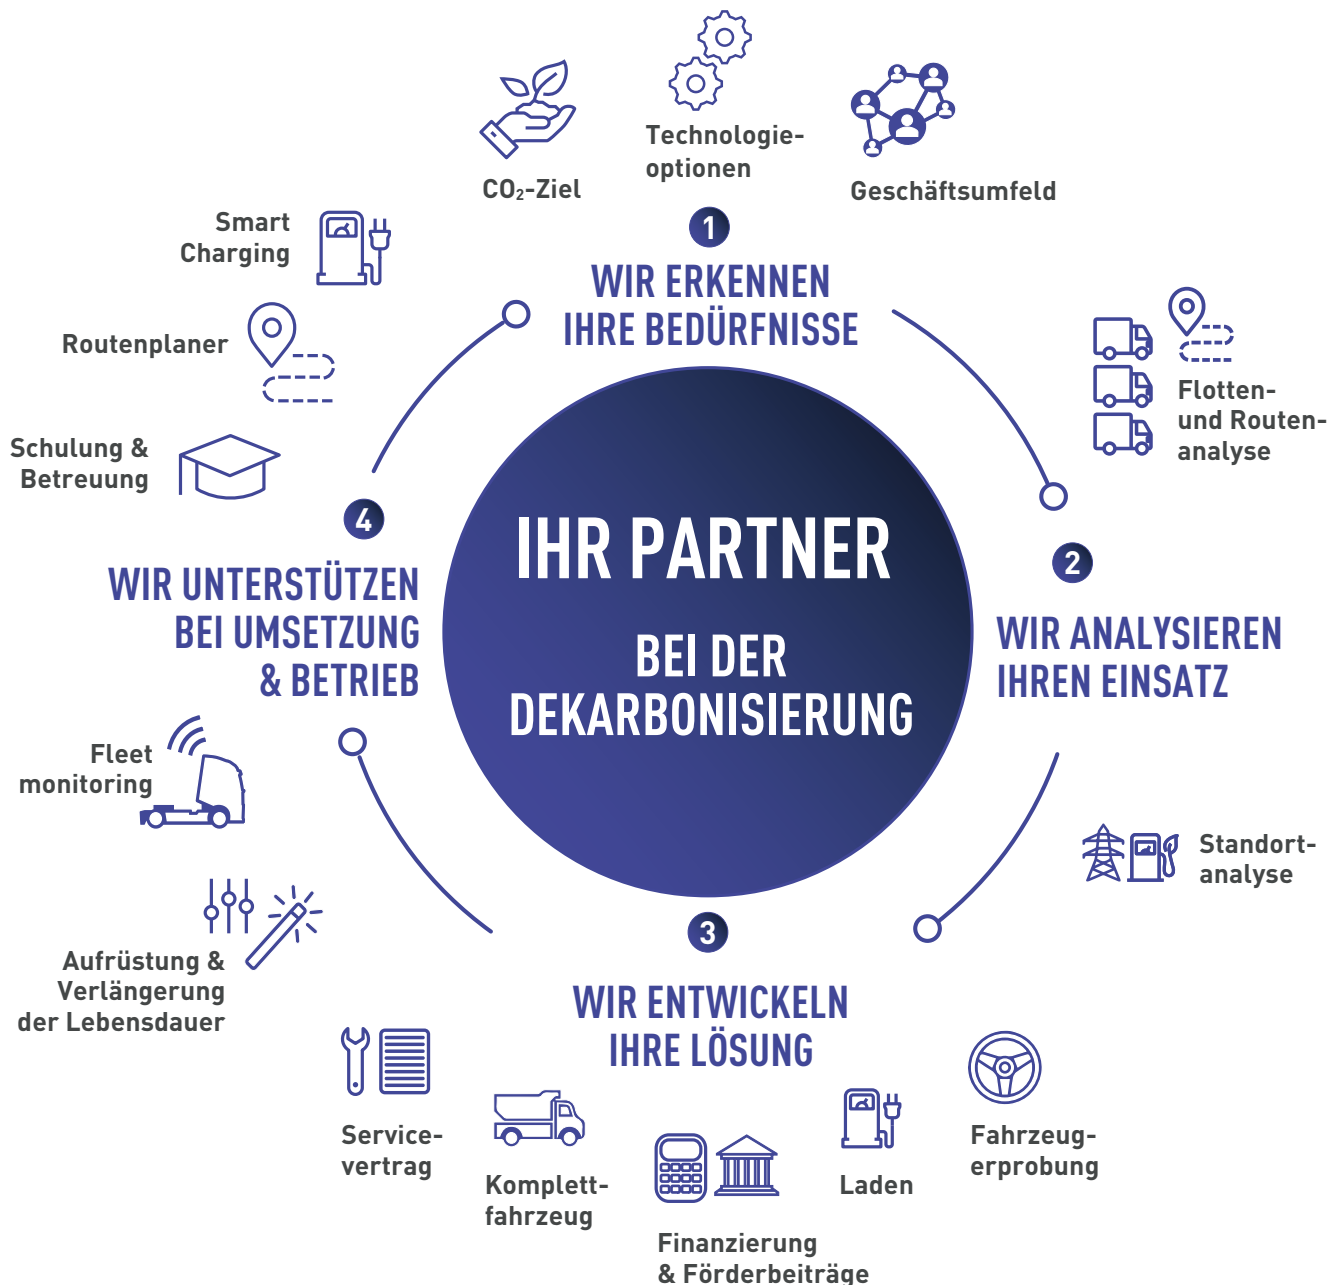 IHR PARTNER
BEI DER
DEKARBONISIERUNG
1
WIR ERKENNEN
IHRE BEDÜRFNISSE
CO₂-Ziel
Technologie-
optionen
Geschäftsumfeld
2
WIR ANALYSIEREN
IHREN EINSATZ
Flotten-
und Routen-
analyse
Standort-
analyse
3
WIR ENTWICKELN
IHRE LÖSUNG
Fahrzeug-
erprobung
Laden
Finanzierung
& Förderbeiträge
Komplett-
fahrzeug
Service-
vertrag
4
WIR UNTERSTÜTZEN
BEI UMSETZUNG
& BETRIEB
Aufrüstung &
Verlängerung
der Lebensdauer
Fleet
monitoring
Schulung &
Betreuung
Routenplaner
Smart
Charging